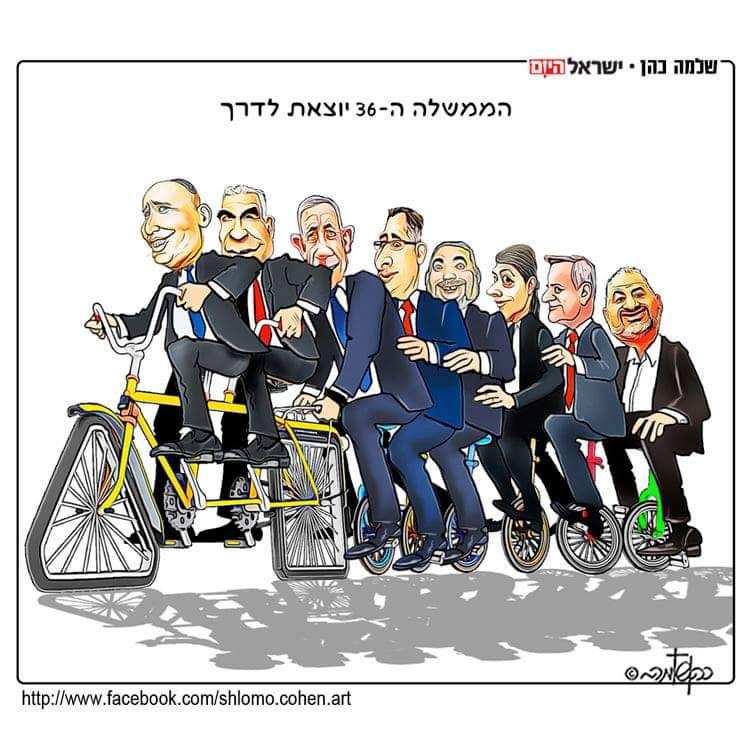 שלמה כהן • ישראל היום
הממשלה ה-36 יוצאת לדרך
http://www.facebook.com/shlomo.cohen.art